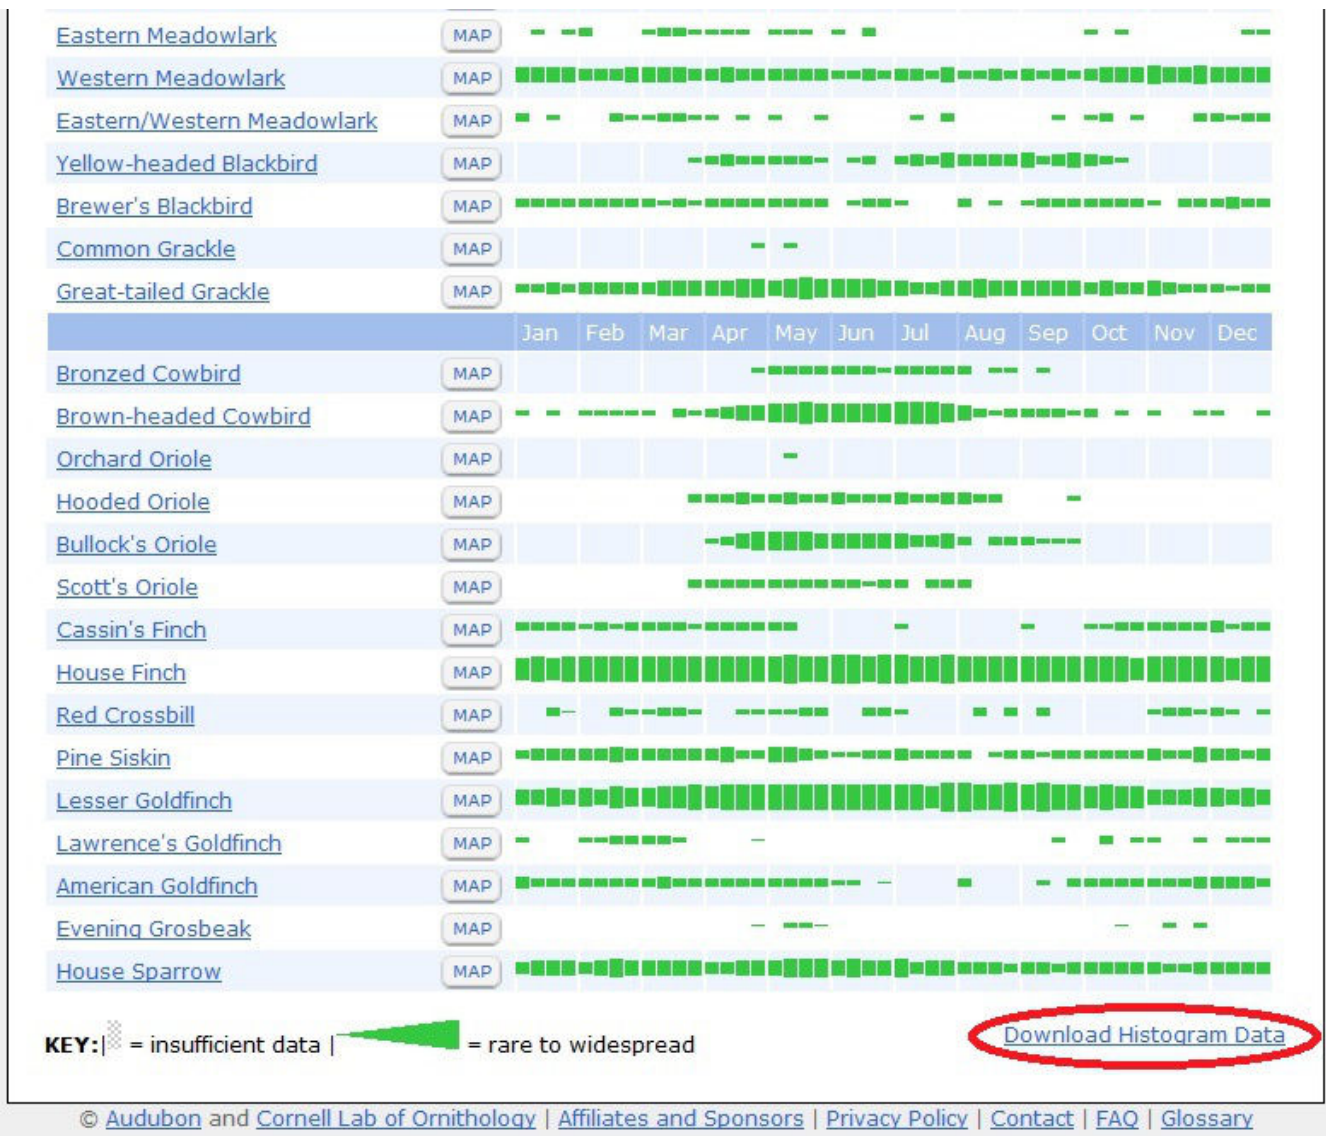 Eastern Meadowlark MAP
Western Meadowlark MAP
Eastern/Western Meadowlark MAP
Yellow-headed Blackbird MAP
Brewer's Blackbird MAP
Common Grackle MAP
Great-tailed Grackle MAP
Jan Feb Mar Apr May Jun Jul Aug Sep Oct Nov Dec
Bronzed Cowbird MAP
Brown-headed Cowbird MAP
Orchard Oriole MAP
Hooded Oriole MAP
Bullock's Oriole MAP
Scott's Oriole MAP
Cassin's Finch MAP
House Finch MAP
Red Crossbill MAP
Pine Siskin MAP
Lesser Goldfinch MAP
Lawrence's Goldfinch MAP
American Goldfinch MAP
Evening Grosbeak MAP
House Sparrow MAP
KEY:| = insufficient data | = rare to widespread
Download Histogram Data
© Audubon and Cornell Lab of Ornithology | Affiliates and Sponsors | Privacy Policy | Contact | FAQ | Glossary